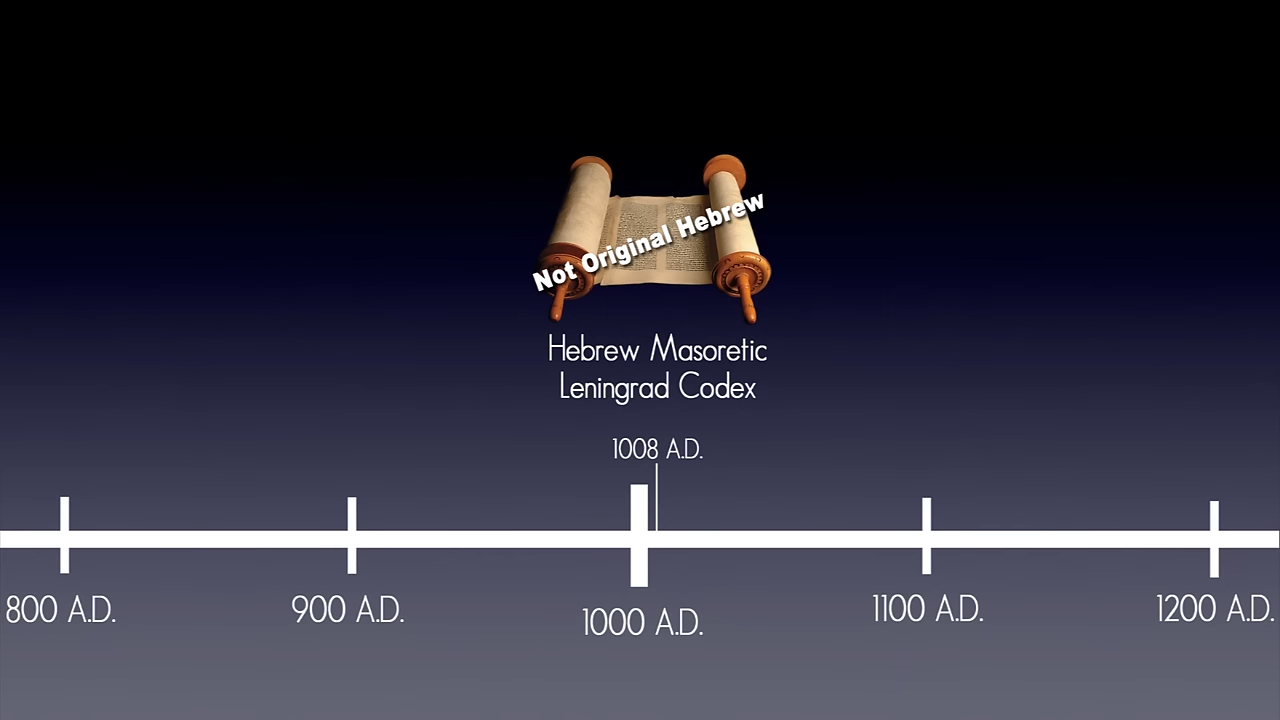 Not Original Hebrew
Hebrew Masoretic
Leningrad Codex
1008 A.D.
800 A.D.
900 A.D.
1000 A.D.
1100 A.D.
1200 A.D.